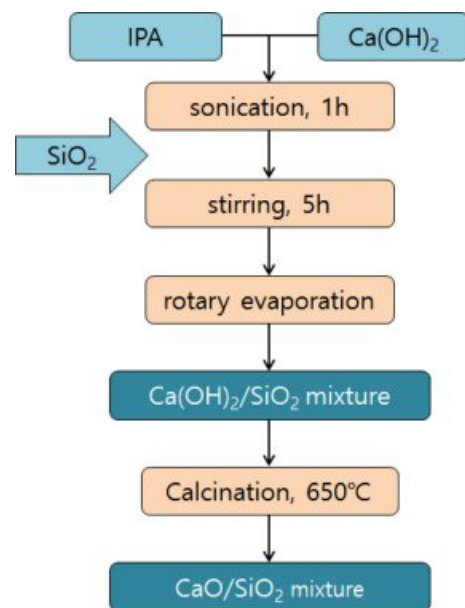 IPA
Ca(OH)₂
sonication, 1h
SiO₂
stirring, 5h
rotary evaporation
Ca(OH)₂/SiO₂ mixture
Calcination, 650℃
CaO/SiO₂ mixture